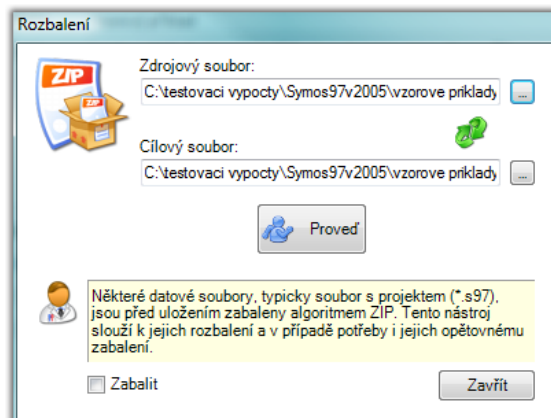 Rozbalení
ZIP
ZIP
Zdrojový soubor:
C:\testovaci vypocty\Symos97v2005\vzorove priklady
...
Cílový soubor:
C:\testovaci vypocty\Symos97v2005\vzorove priklady
...
Proveď
Některé datové soubory, typicky soubor s projektem (*.s97),
jsou před uložením zabaleny algoritmem ZIP. Tento nástroj
slouží k jejich rozbalení a v případě potřeby i jejich opětovnému
zabalení.
Zabalit
Zavřít